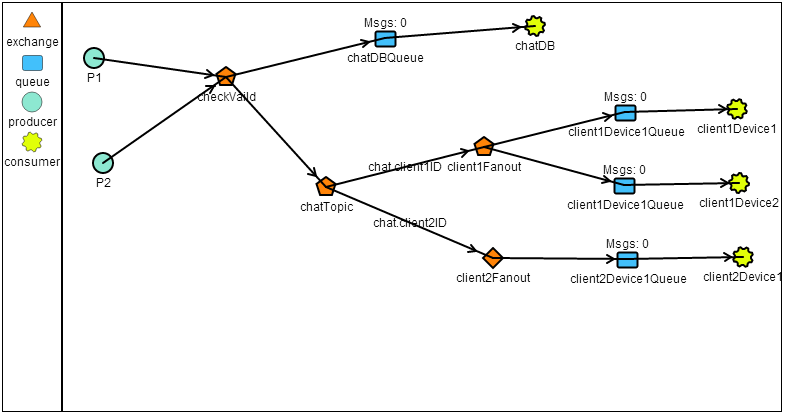 exchange
queue
producer
consumer
P1
P2
checkVaild
Msgs: 0
chatDBQueue
chatDB
chatTopic
chat.client1ID
chat.client2ID
client1Fanout
Msgs: 0
client1Device1Queue
client1Device1
Msgs: 0
client1Device1Queue
client1Device2
client2Fanout
Msgs: 0
client2Device1Queue
client2Device1